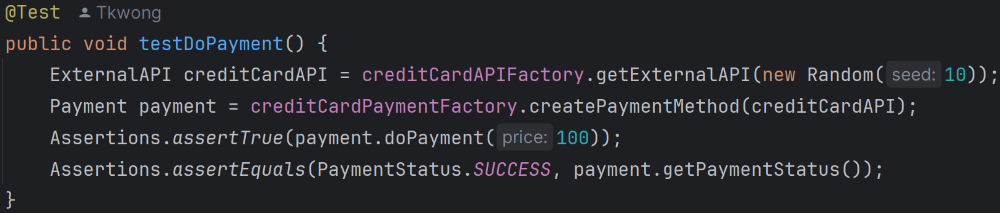 @Test Tkwong
public void testDoPayment() {
    ExternalAPI creditCardAPI = creditCardAPIFactory.getExternalAPI(new Random( seed: 10));
    Payment payment = creditCardPaymentFactory.createPaymentMethod(creditCardAPI);
    Assertions.assertTrue(payment.doPayment( price: 100));
    Assertions.assertEquals(PaymentStatus.SUCCESS, payment.getPaymentStatus());
}